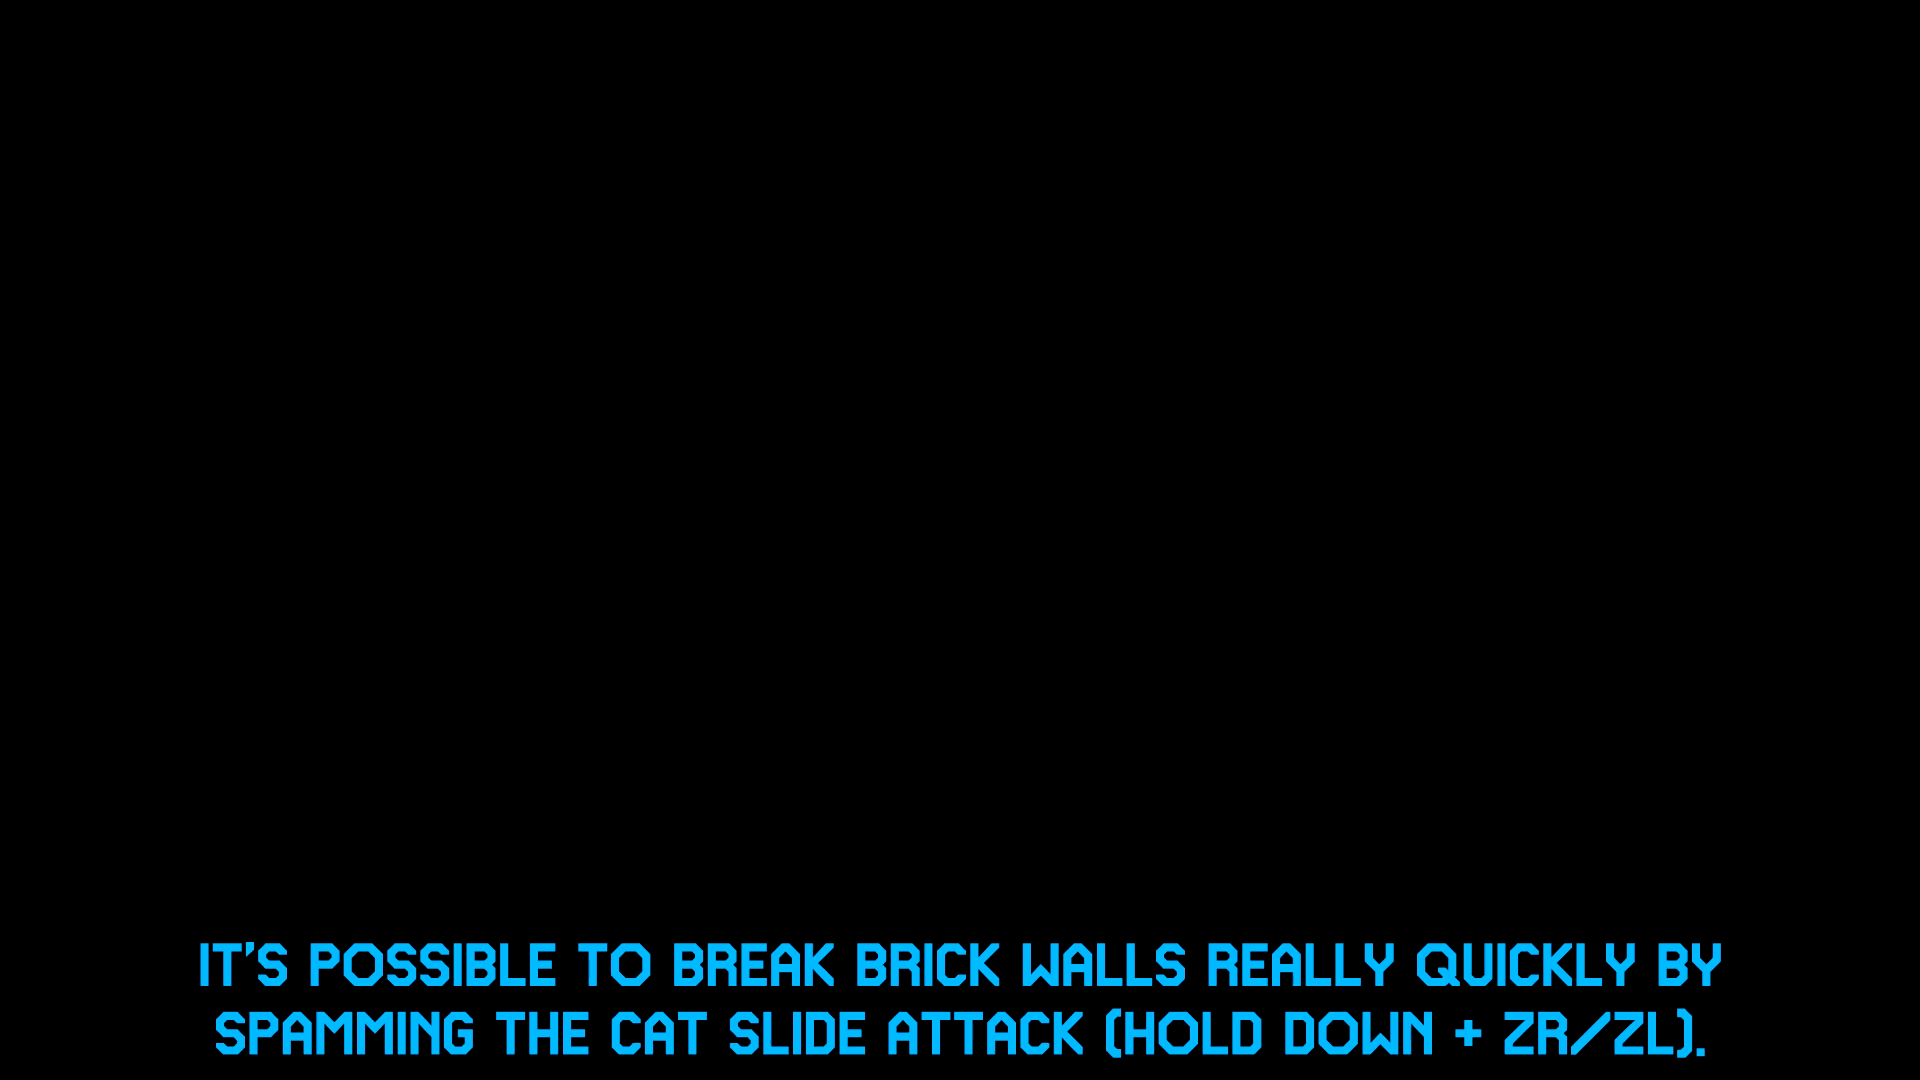 IT'S POSSIBLE TO BREAK BRICK WALLS REALLY QUICKLY BY
SPAMMING THE CAT SLIDE ATTACK (HOLD DOWN + ZR/ZL).